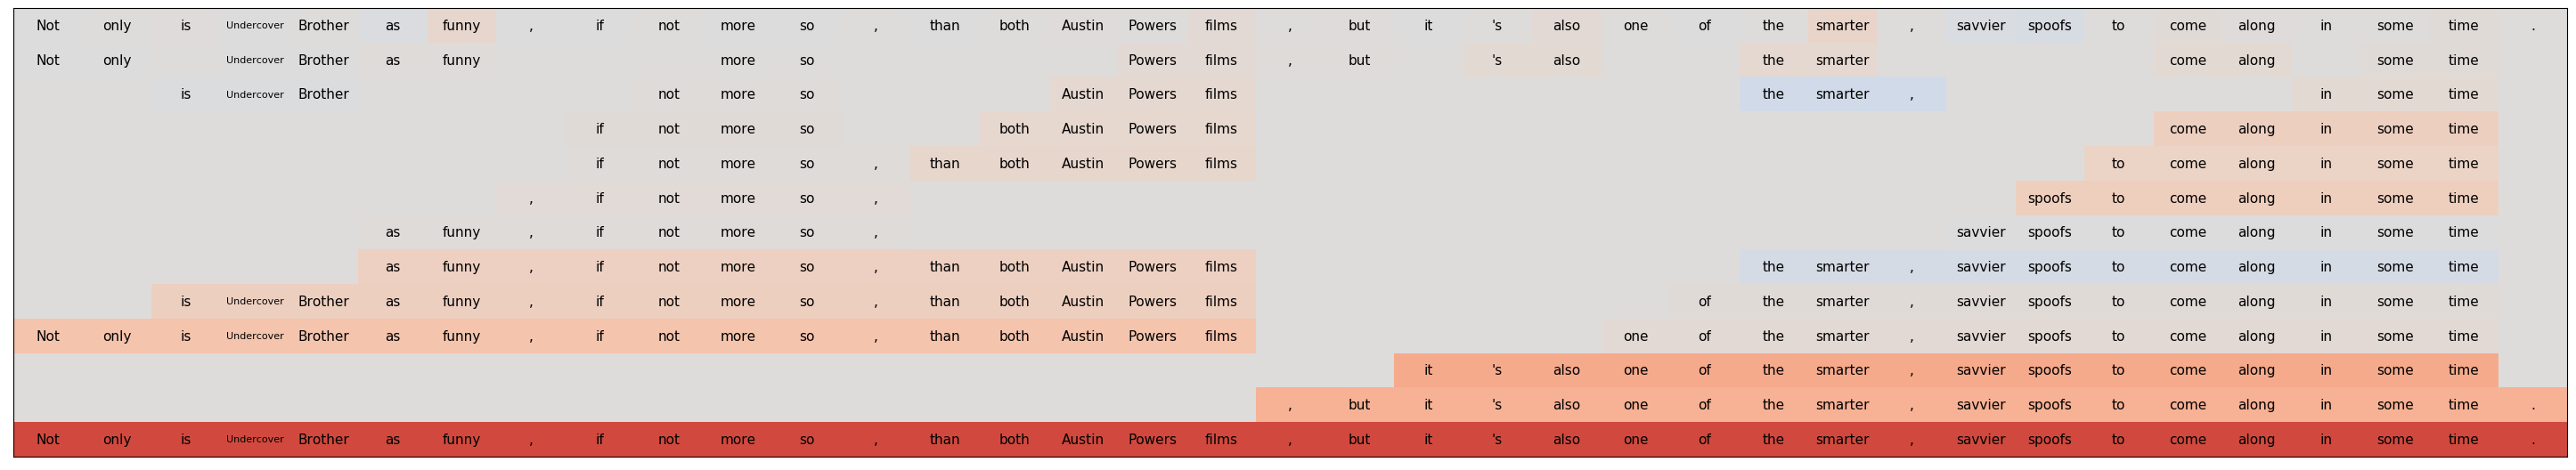 Not only is Undercover Brother as funny , if not more so , than both Austin Powers films , but it 's also one of the smarter , savvier spoofs to come along in some time .
Not only Undercover Brother as funny more so Powers films , but 's also the smarter come along some time
is Undercover Brother not more so Austin Powers films the smarter , in some time
if not more so both Austin Powers films come along in some time
if not more so , than both Austin Powers films to come along in some time
, if not more so , spoofs to come along in some time
as funny , if not more so , savvier spoofs to come along in some time
as funny , if not more so , than both Austin Powers films the smarter , savvier spoofs to come along in some time
is Undercover Brother as funny , if not more so , than both Austin Powers films of the smarter , savvier spoofs to come along in some time
Not only is Undercover Brother as funny , if not more so , than both Austin Powers films one of the smarter , savvier spoofs to come along in some time
it 's also one of the smarter , savvier spoofs to come along in some time
, but it 's also one of the smarter , savvier spoofs to come along in some time .
Not only is Undercover Brother as funny , if not more so , than both Austin Powers films , but it 's also one of the smarter , savvier spoofs to come along in some time .